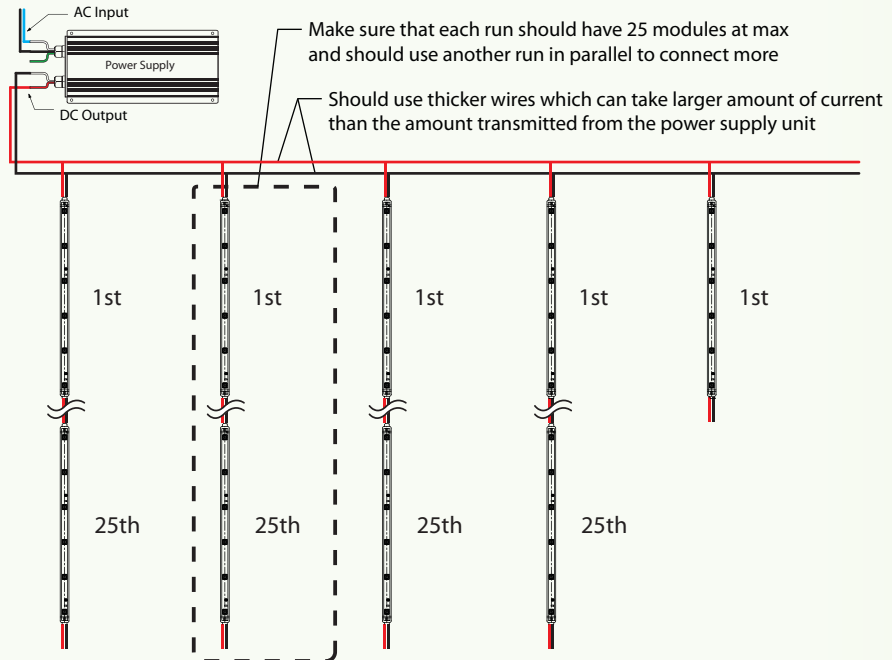 AC Input
Power Supply
DC Output
Make sure that each run should have 25 modules at max
and should use another run in parallel to connect more
Should use thicker wires which can take larger amount of current
than the amount transmitted from the power supply unit
1st
1st
1st
1st
1st
25th
25th
25th
25th